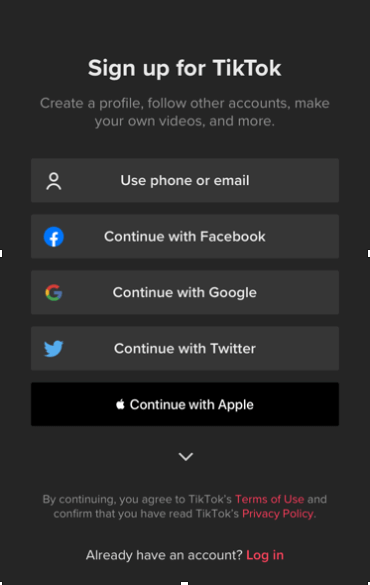 Sign up for TikTok
Create a profile, follow other accounts, make
your own videos, and more.
Use phone or email
Continue with Facebook
Continue with Google
Continue with Twitter
Continue with Apple
By continuing, you agree to TikTok's Terms of Use and
confirm that you have read TikTok's Privacy Policy.
Already have an account? Log in